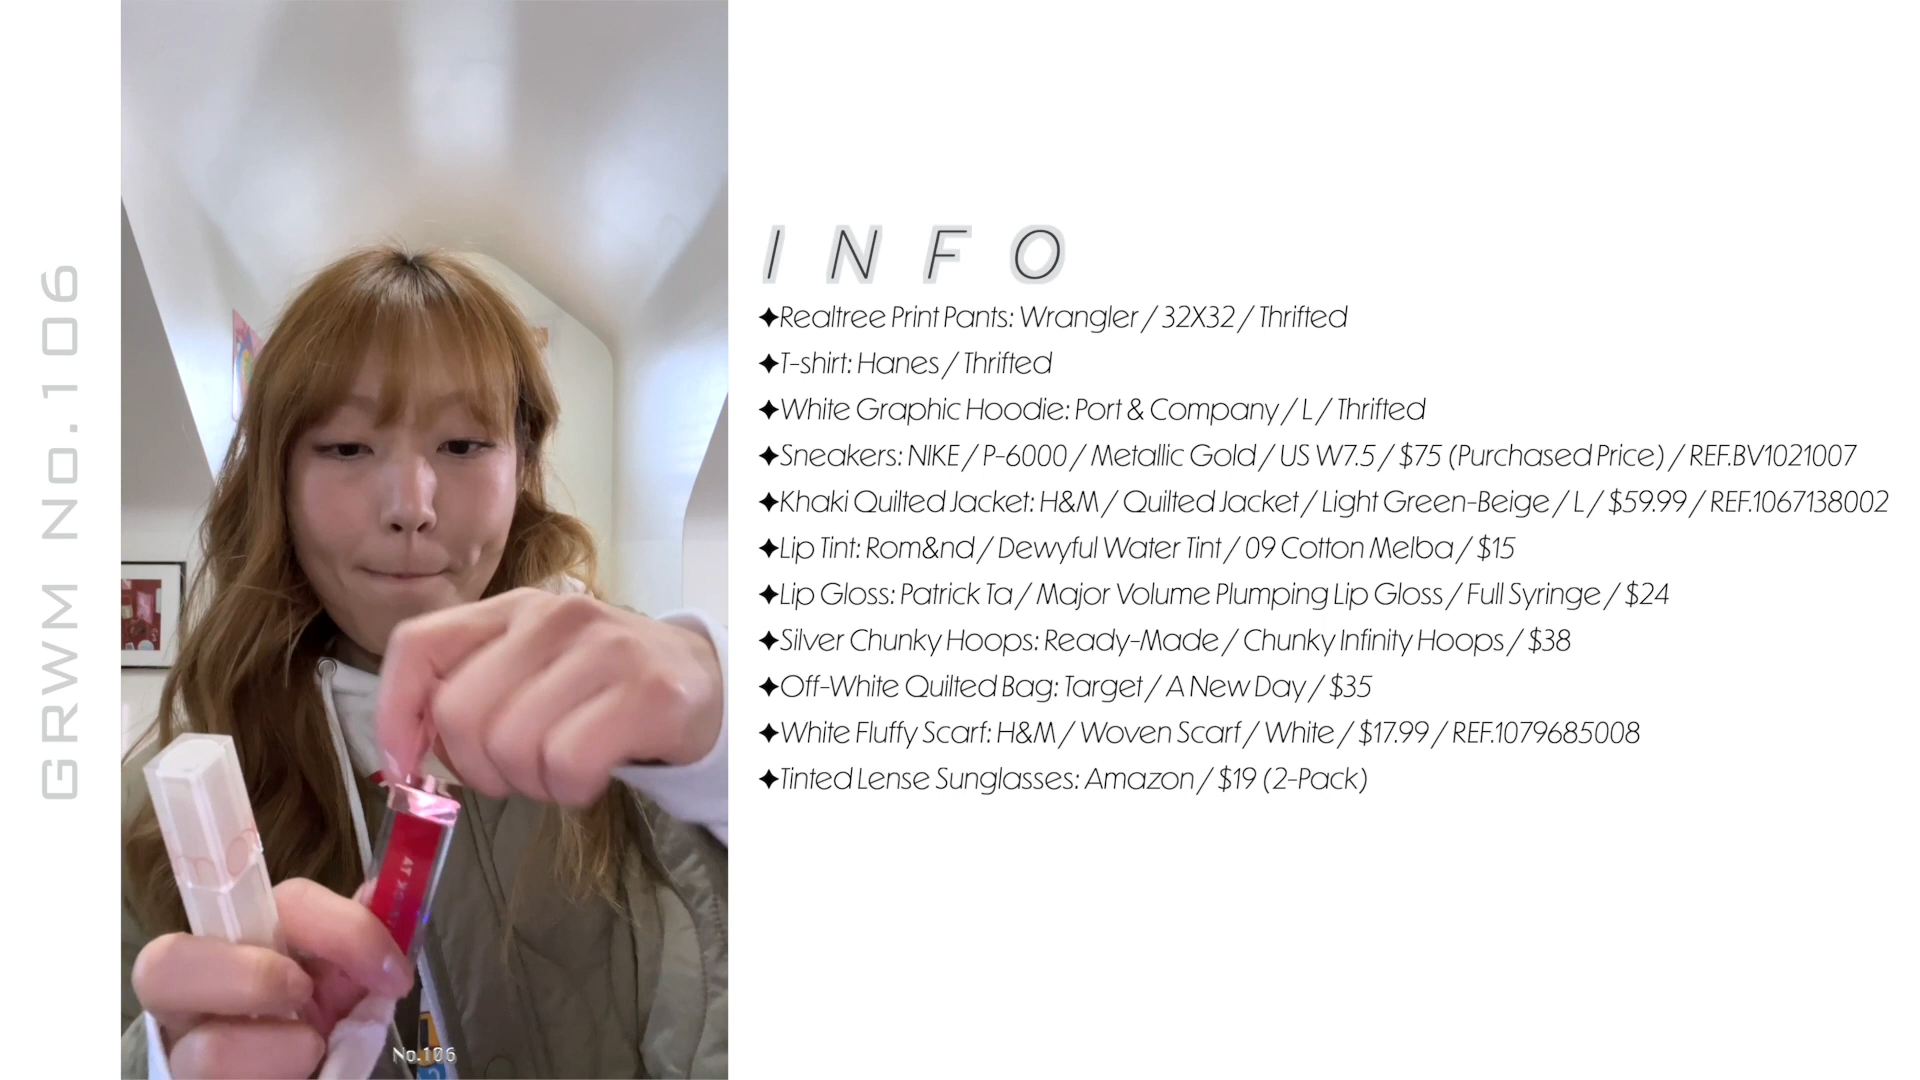 GRWM No.106
INFO
✦Realtree Print Pants: Wrangler / 32X32 / Thrifted
✦T-shirt: Hanes / Thrifted
✦White Graphic Hoodie: Port & Company / L / Thrifted
✦Sneakers: NIKE / P-6000 / Metallic Gold / US W7.5 / $75 (Purchased Price) / REF.BV1021007
✦Khaki Quilted Jacket: H&M / Quilted Jacket / Light Green-Beige / L / $59.99 / REF.1067138002
✦Lip Tint: Rom&nd / Dewyful Water Tint / 09 Cotton Melba / $15
✦Lip Gloss: Patrick Ta / Major Volume Plumping Lip Gloss / Full Syringe / $24
✦Silver Chunky Hoops: Ready-Made / Chunky Infinity Hoops / $38
✦Off-White Quilted Bag: Target / A New Day / $35
✦White Fluffy Scarf: H&M / Woven Scarf / White / $17.99 / REF.1079685008
✦Tinted Lense Sunglasses: Amazon / $19 (2-Pack)
No.106